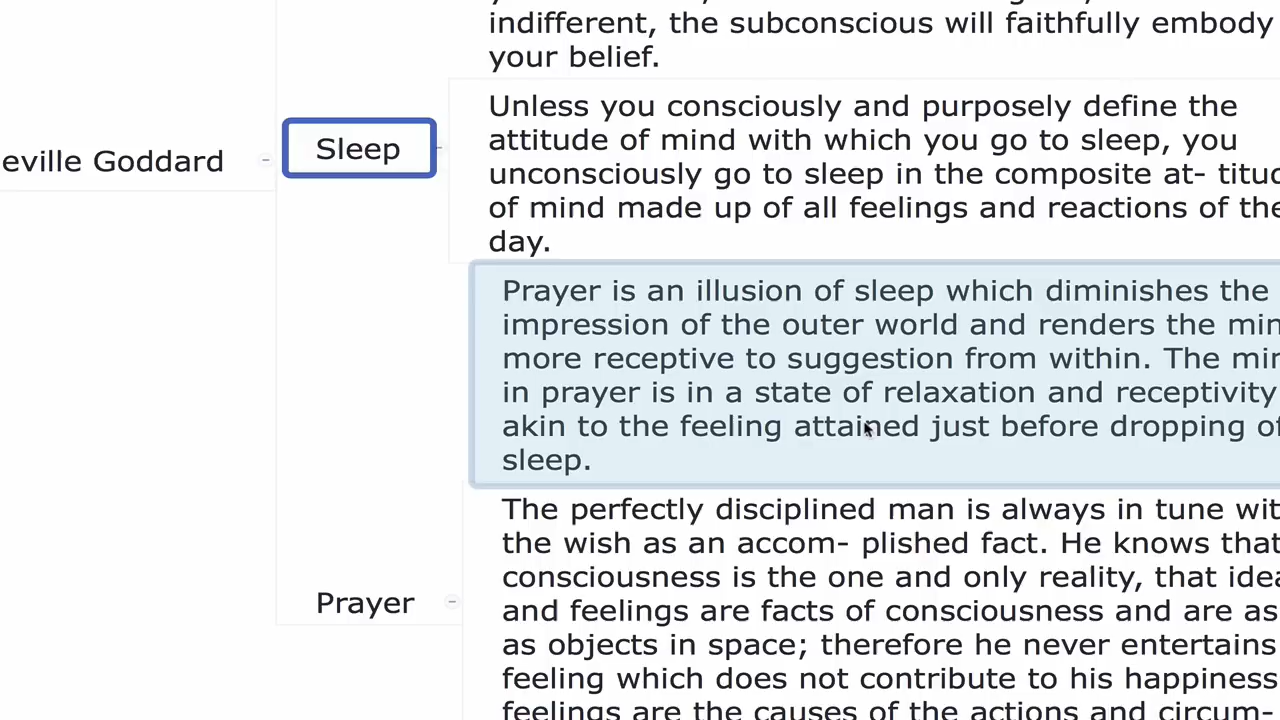 indifferent, the subconscious will faithfully embody
your belief.
Unless you consciously and purposely define the
attitude of mind with which you go to sleep, you
unconsciously go to sleep in the composite at- titud
of mind made up of all feelings and reactions of the
day.
eville Goddard
Sleep
Prayer is an illusion of sleep which diminishes the
impression of the outer world and renders the min
more receptive to suggestion from within. The min
in prayer is in a state of relaxation and receptivity
akin to the feeling attained just before dropping of
sleep.
Prayer
The perfectly disciplined man is always in tune wit
the wish as an accom- plished fact. He knows that
consciousness is the one and only reality, that idea
and feelings are facts of consciousness and are as
as objects in space; therefore he never entertains
feeling which does not contribute to his happiness
feelings are the causes of the actions and circum-